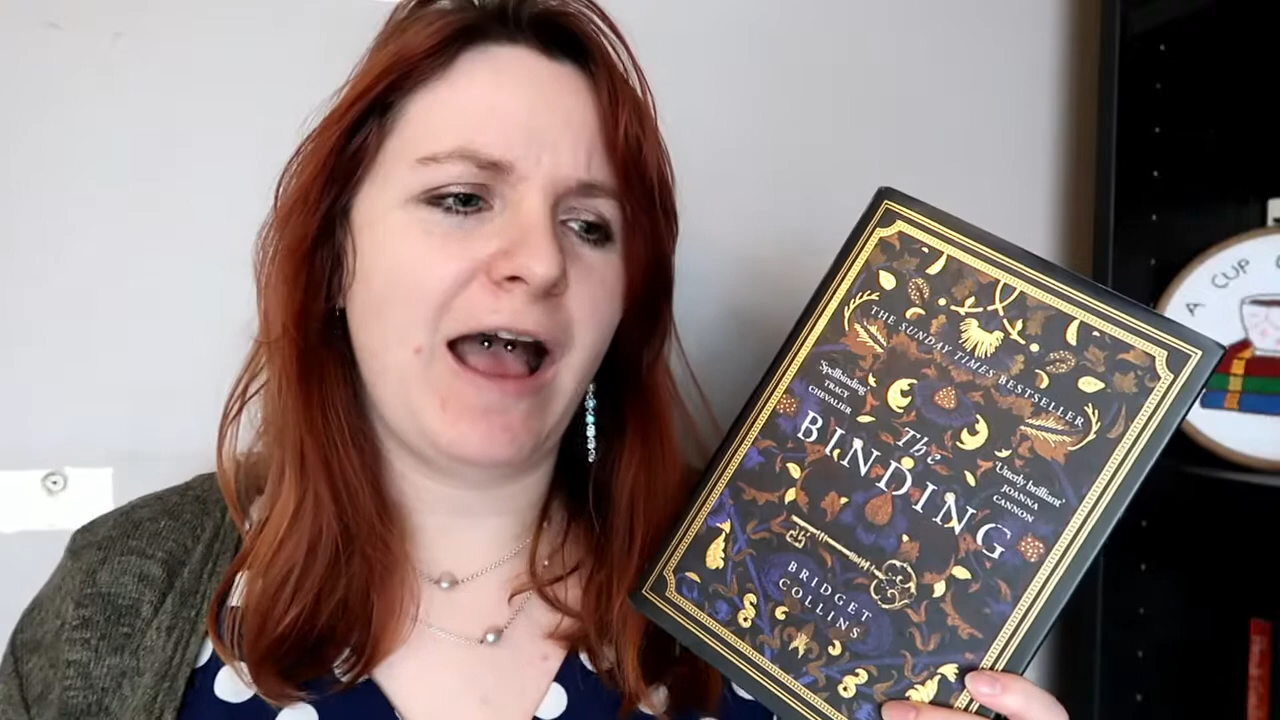 THE SUNDAY TIMES BESTSELLER
'Spellbinding'
TRACY
CHEVALIER
The
BINDING
'Utterly brilliant'
JOANNA
CANNON
BRIDGET
COLLINS
A CUP